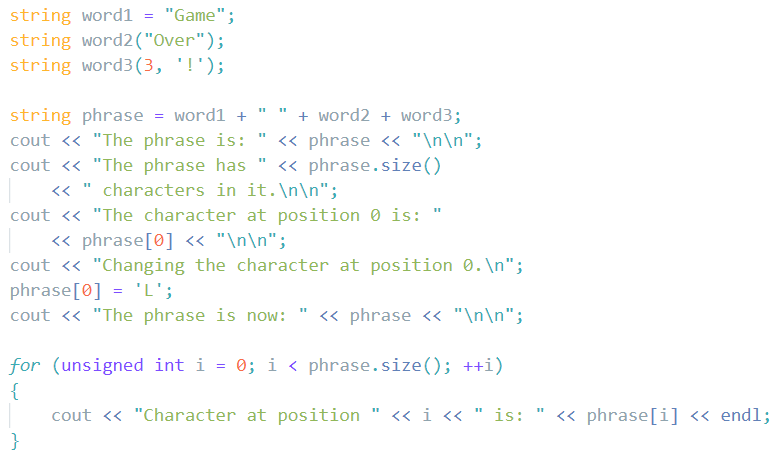 string word1 = "Game";
string word2("Over");
string word3(3, '!');

string phrase = word1 + " " + word2 + word3;
cout << "The phrase is: " << phrase << "\n\n";
cout << "The phrase has " << phrase.size()
    << " characters in it.\n\n";
cout << "The character at position 0 is: "
    << phrase[0] << "\n\n";
cout << "Changing the character at position 0.\n";
phrase[0] = 'L';
cout << "The phrase is now: " << phrase << "\n\n";

for (unsigned int i = 0; i < phrase.size(); ++i)
{
    cout << "Character at position " << i << " is: " << phrase[i] << endl;
}